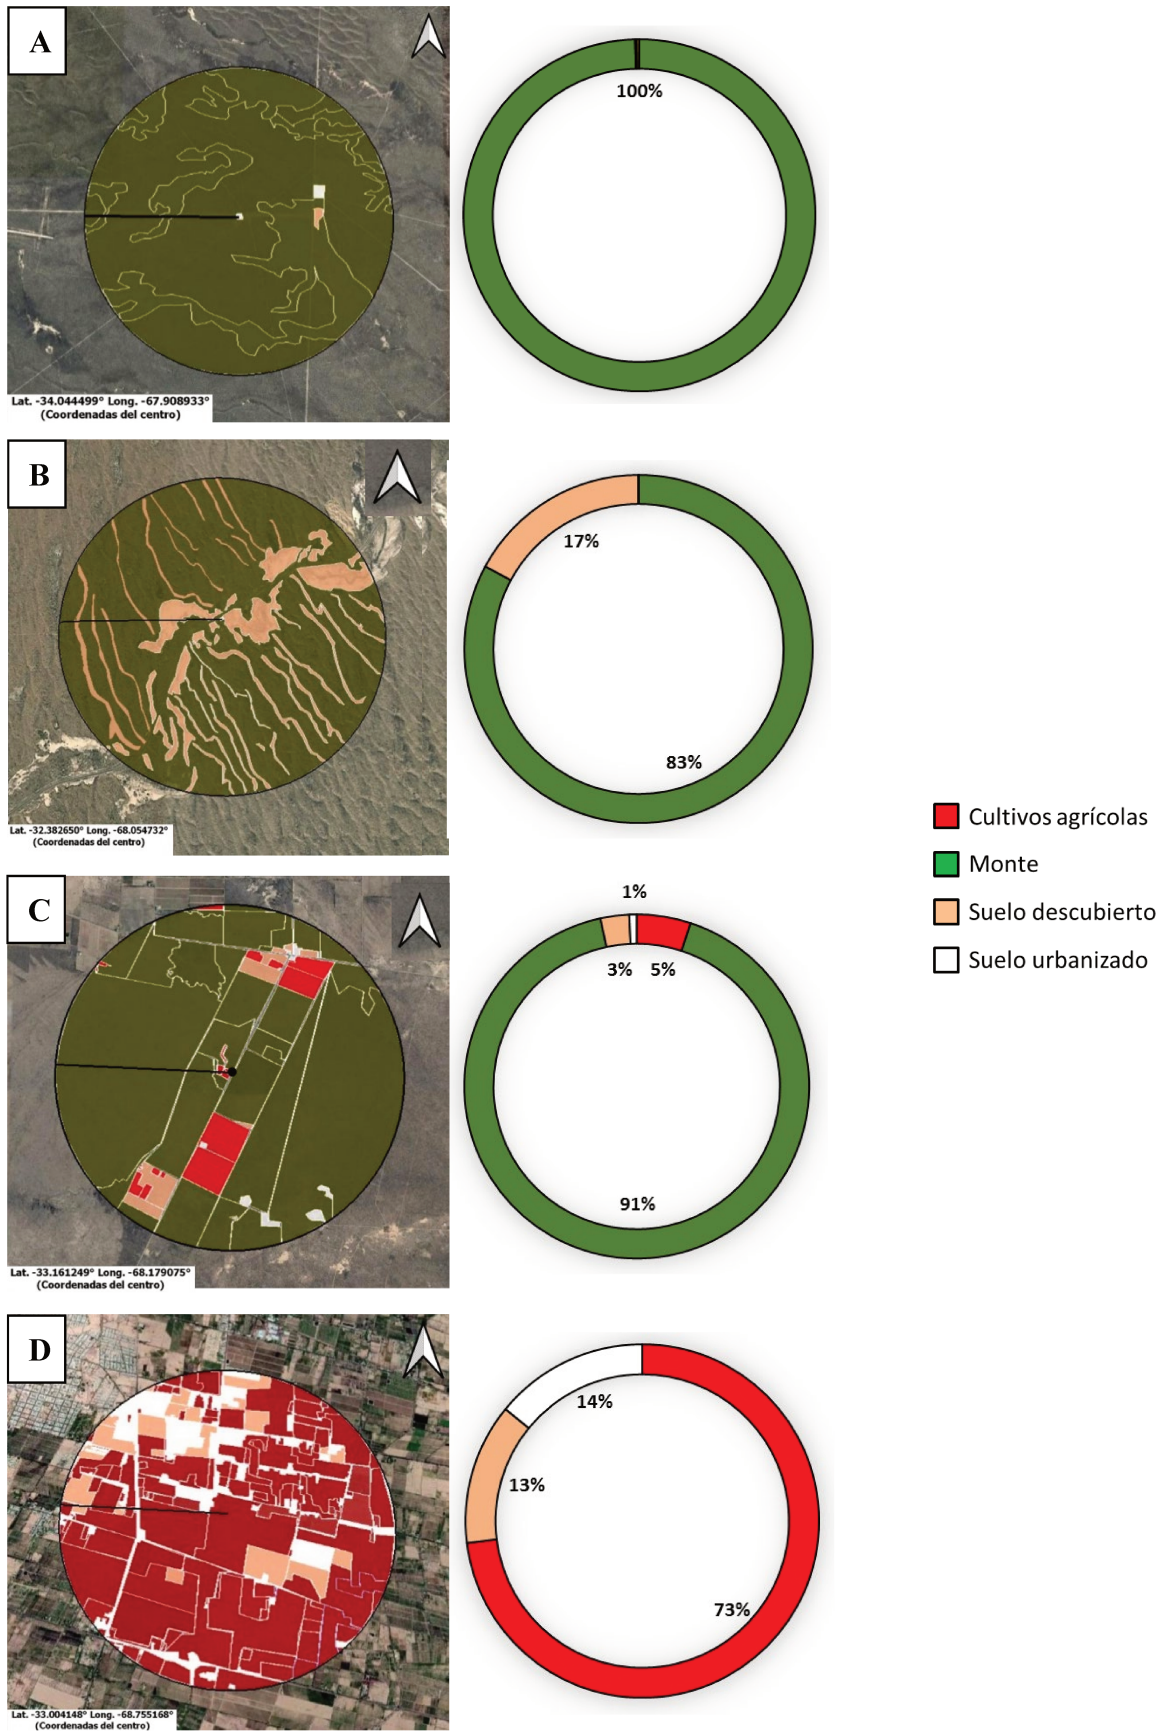 A
100%
Lat. -34.044499° Long. -67.908933°
(Coordenadas del centro)
B
17%
83%
Lat. -32.382650° Long. -68.054732°
(Coordenadas del centro)
Cultivos agrícolas
Monte
Suelo descubierto
Suelo urbanizado
C
1%
3%
5%
91%
Lat. -33.161249° Long. -68.179075°
(Coordenadas del centro)
D
14%
13%
73%
Lat. -33.004148° Long. -68.755168°
(Coordenadas del centro)